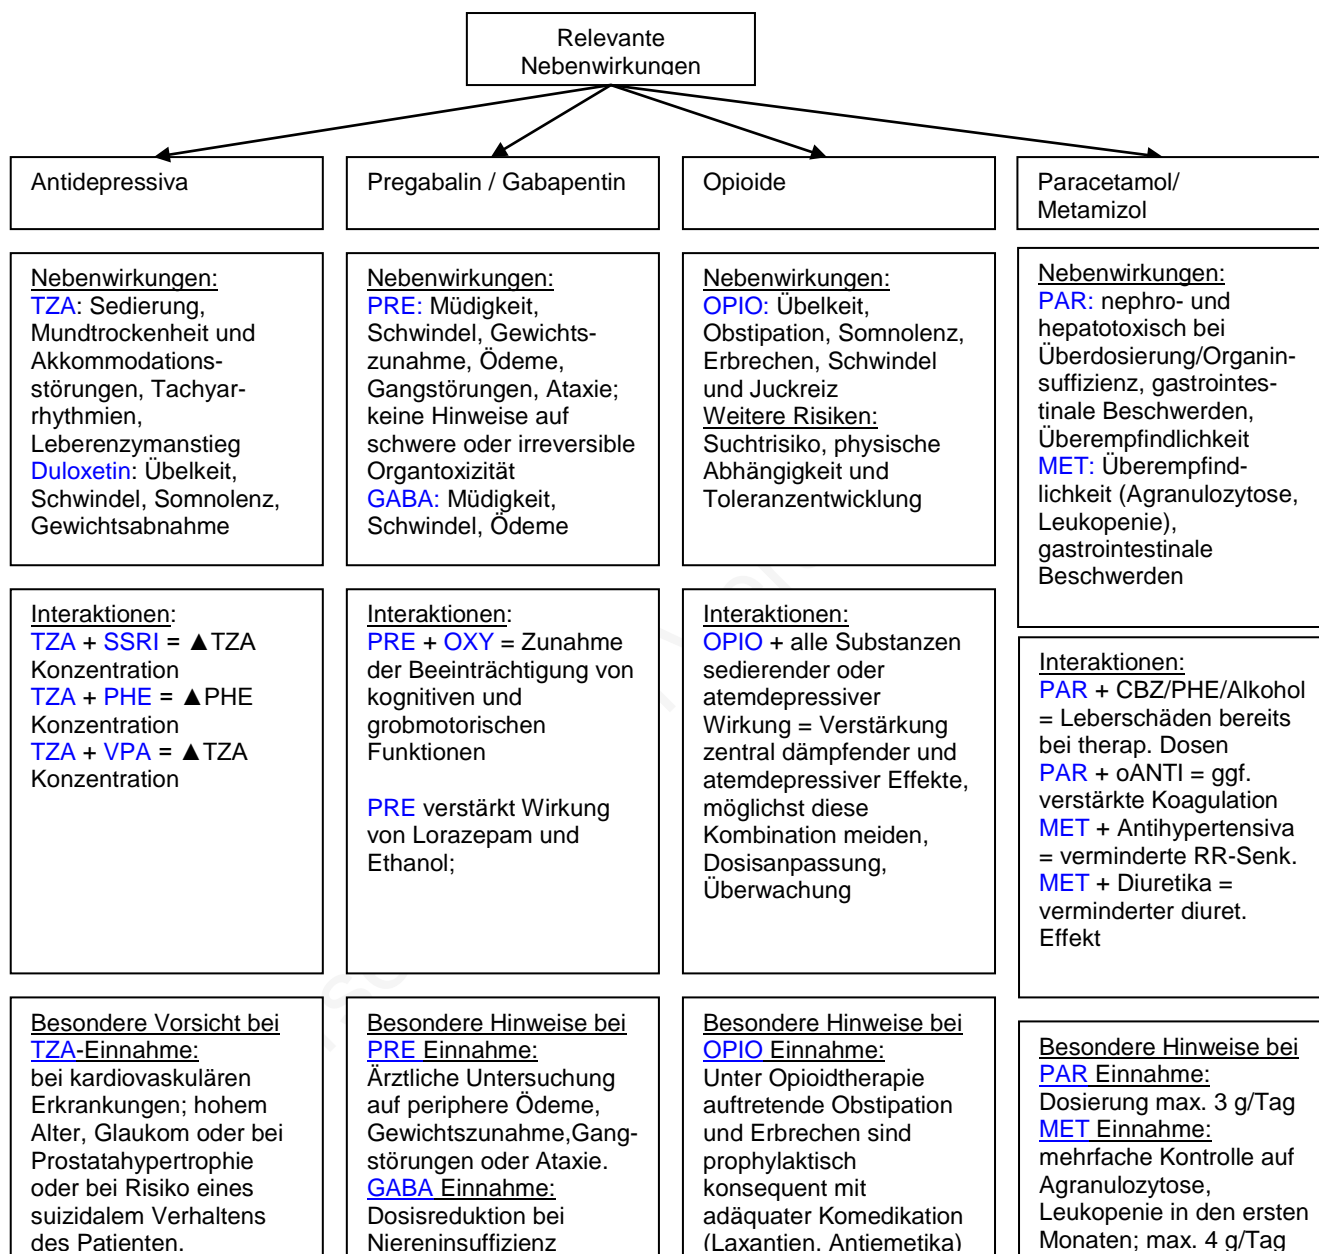 Relevante
Nebenwirkungen
Antidepressiva
Pregabalin / Gabapentin
Opioide
Paracetamol/
Metamizol
Nebenwirkungen:
TZA: Sedierung,
Mundtrockenheit und
Akkommodations-
störungen, Tachyar-
rhythmien,
Leberenzymanstieg
Duloxetin: Übelkeit,
Schwindel, Somnolenz,
Gewichtsabnahme
Nebenwirkungen:
PRE: Müdigkeit,
Schwindel, Gewichts-
zunahme, Ödeme,
Gangstörungen, Ataxie;
keine Hinweise auf
schwere oder irreversible
Organtoxizität
GABA: Müdigkeit,
Schwindel, Ödeme
Nebenwirkungen:
OPIO: Übelkeit,
Obstipation, Somnolenz,
Erbrechen, Schwindel
und Juckreiz
Weitere Risiken:
Suchtrisiko, physische
Abhängigkeit und
Toleranzentwicklung
Nebenwirkungen:
PAR: nephro- und
hepatotoxisch bei
Überdosierung/Organin-
suffizienz, gastrointes-
tinale Beschwerden,
Überempfindlichkeit
MET: Überempfind-
lichkeit (Agranulozytose,
Leukopenie),
gastrointestinale
Beschwerden
Interaktionen:
TZA + SSRI = ▲TZA
Konzentration
TZA + PHE = ▲PHE
Konzentration
TZA + VPA = ▲TZA
Konzentration
Interaktionen:
PRE + OXY = Zunahme
der Beeinträchtigung von
kognitiven und
grobmotorischen
Funktionen
PRE verstärkt Wirkung
von Lorazepam und
Ethanol;
Interaktionen:
OPIO + alle Substanzen
sedierender oder
atemdepressiver
Wirkung = Verstärkung
zentral dämpfender und
atemdepressiver Effekte,
möglichst diese
Kombination meiden,
Dosisanpassung,
Überwachung
Interaktionen:
PAR + CBZ/PHE/Alkohol
= Leberschäden bereits
bei therap. Dosen
PAR + oANTI = ggf.
verstärkte Koagulation
MET + Antihypertensiva
= verminderte RR-Senk.
MET + Diuretika =
verminderter diuret.
Effekt
Besondere Vorsicht bei
TZA-Einnahme:
bei kardiovaskulären
Erkrankungen; hohem
Alter, Glaukom oder bei
Prostatahypertrophie
oder bei Risiko eines
suizidalem Verhaltens
des Patienten.
Besondere Hinweise bei
PRE Einnahme:
Ärztliche Untersuchung
auf periphere Ödeme,
Gewichtszunahme,Gang-
störungen oder Ataxie.
GABA Einnahme:
Dosisreduktion bei
Niereninsuffizienz
Besondere Hinweise bei
OPIO Einnahme:
Unter Opioidtherapie
auftretende Obstipation
und Erbrechen sind
prophylaktisch
konsequent mit
adäquater Komedikation
(Laxantien, Antiemetika)
Besondere Hinweise bei
PAR Einnahme:
Dosierung max. 3 g/Tag
MET Einnahme:
mehrfache Kontrolle auf
Agranulozytose,
Leukopenie in den ersten
Monaten; max. 4 g/Tag